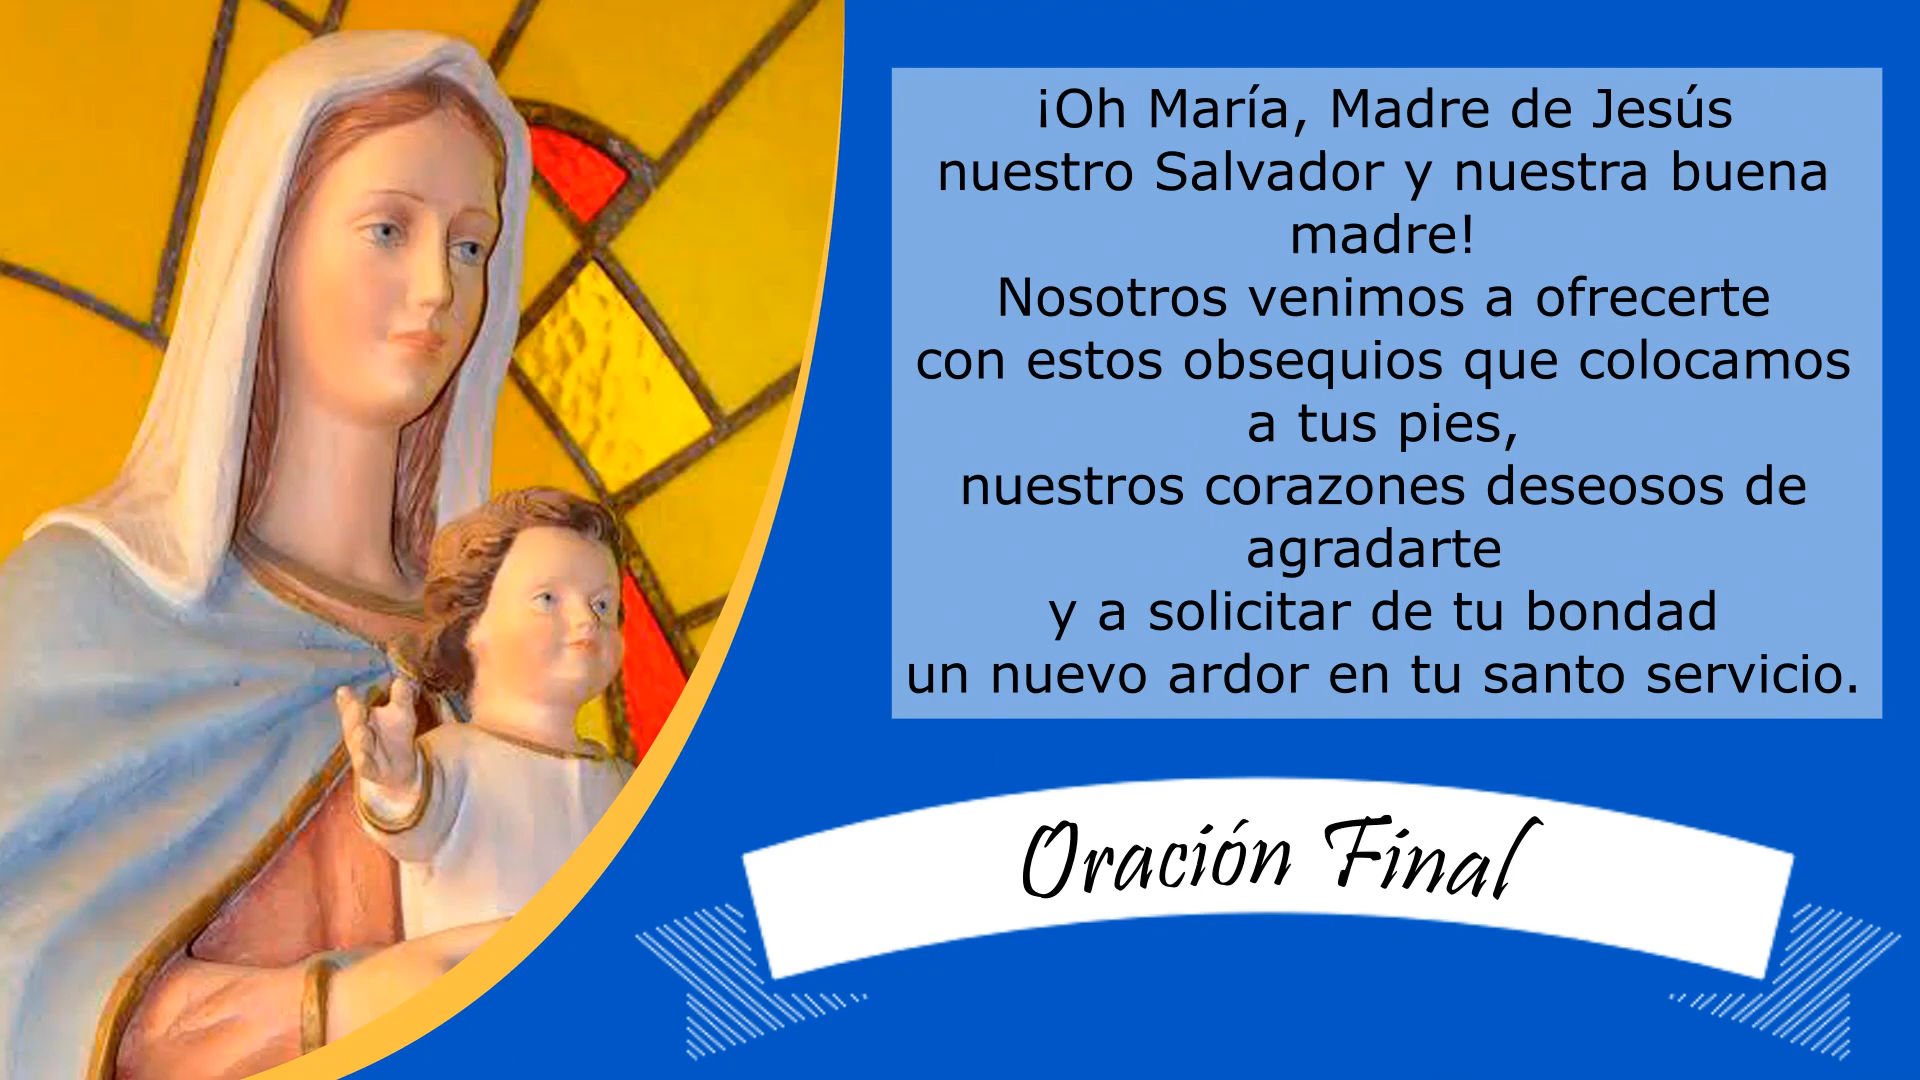 ¡Oh María, Madre de Jesús
nuestro Salvador y nuestra buena
madre!
Nosotros venimos a ofrecerte
con estos obsequios que colocamos
a tus pies,
nuestros corazones deseosos de
agradarte
y a solicitar de tu bondad
un nuevo ardor en tu santo servicio.
Oración Final